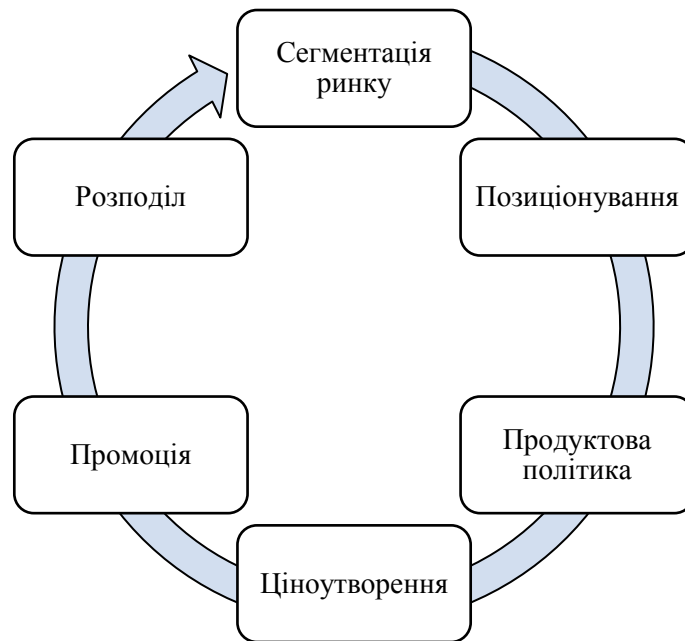 Сегментація
ринку
Позиціонування
Продуктова
політика
Ціноутворення
Промоція
Розподіл